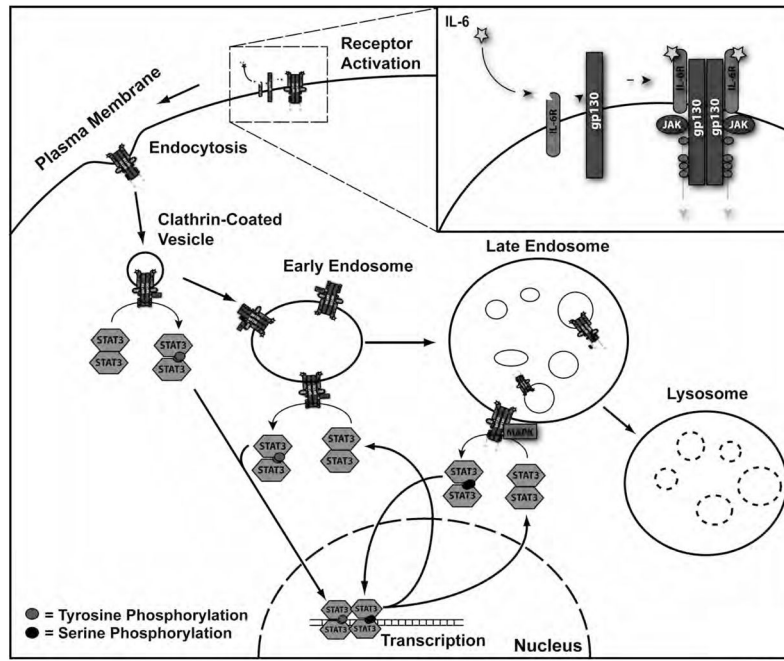 IL-6
Receptor
Activation
IL-6R
gp130
IL-6R
gp130
gp130
IL-6R
JAK
JAK
Plasma Membrane
Endocytosis
Clathrin-Coated
Vesicle
Early Endosome
Late Endosome
Lysosome
STAT3
STAT3
STAT3
STAT3
STAT3
STAT3
STAT3
STAT3
MAPK
STAT3
STAT3
STAT3
STAT3
STAT3
STAT3
STAT3
STAT3
Transcription
Nucleus
= Tyrosine Phosphorylation
= Serine Phosphorylation